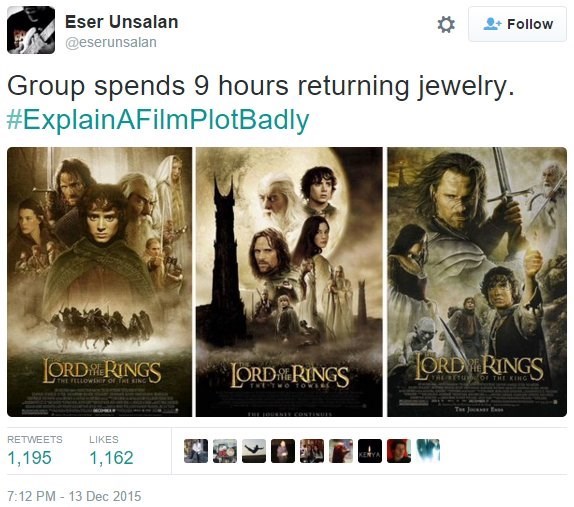 Eser Unsalan
@eserunsalan
Follow
Group spends 9 hours returning jewelry.
#ExplainAFilmPlotBadly
THE LORD OF THE RINGS
THE FELLOWSHIP OF THE RING
THE LORD OF THE RINGS
THE TWO TOWERS
THE JOURNEY CONTINUES
THE LORD OF THE RINGS
THE RETURN OF THE KING
THE JOURNEY ENDS
RETWEETS LIKES
1,195 1,162
KENYA
7:12 PM - 13 Dec 2015